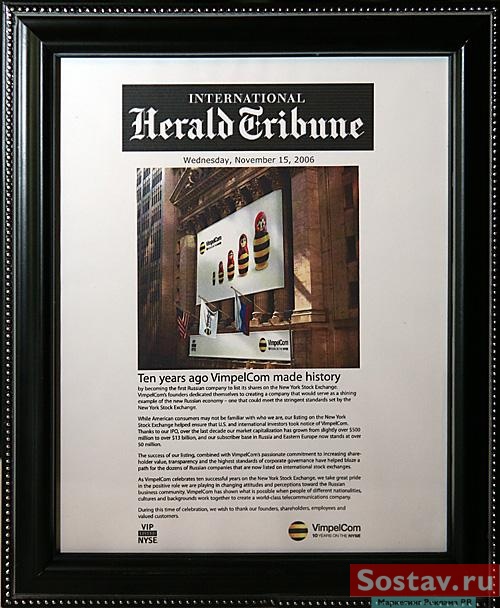 INTERNATIONAL
Herald Tribune
Wednesday, November 15, 2006
VimpelCom
VimpelCom
Ten years ago VimpelCom made history
by becoming the first Russian company to list its shares on the New York Stock Exchange.
VimpelCom's founders dedicated themselves to creating a company that would serve as a shining
example of the new Russian economy – one that could meet the stringent standards set by the
New York Stock Exchange.
While American consumers may not be familiar with who we are, our listing on the New York
Stock Exchange helped ensure that U.S. and international investors took notice of VimpelCom.
Thanks to our IPO, over the last decade our market capitalization has grown from slightly over $500
million to over $13 billion, and our subscriber base in Russia and Eastern Europe now stands at over
50 million.
The success of our listing, combined with VimpelCom's passionate commitment to increasing share-
holder value, transparency and the highest standards of corporate governance have helped blaze a
path for the dozens of Russian companies that are now listed on international stock exchanges.
As VimpelCom celebrates ten successful years on the New York Stock Exchange, we take great pride
in the positive role we are playing in changing attitudes and perceptions toward the Russian
business community. VimpelCom has shown what is possible when people of different nationalities,
cultures and backgrounds work together to create a world-class telecommunications company.
During this time of celebration, we wish to thank our founders, shareholders, employees and
valued customers.
VIP
NYSE
VimpelCom
10 YEARS ON THE NYSE
Sostav.ru
Маркетинг Реклама PR